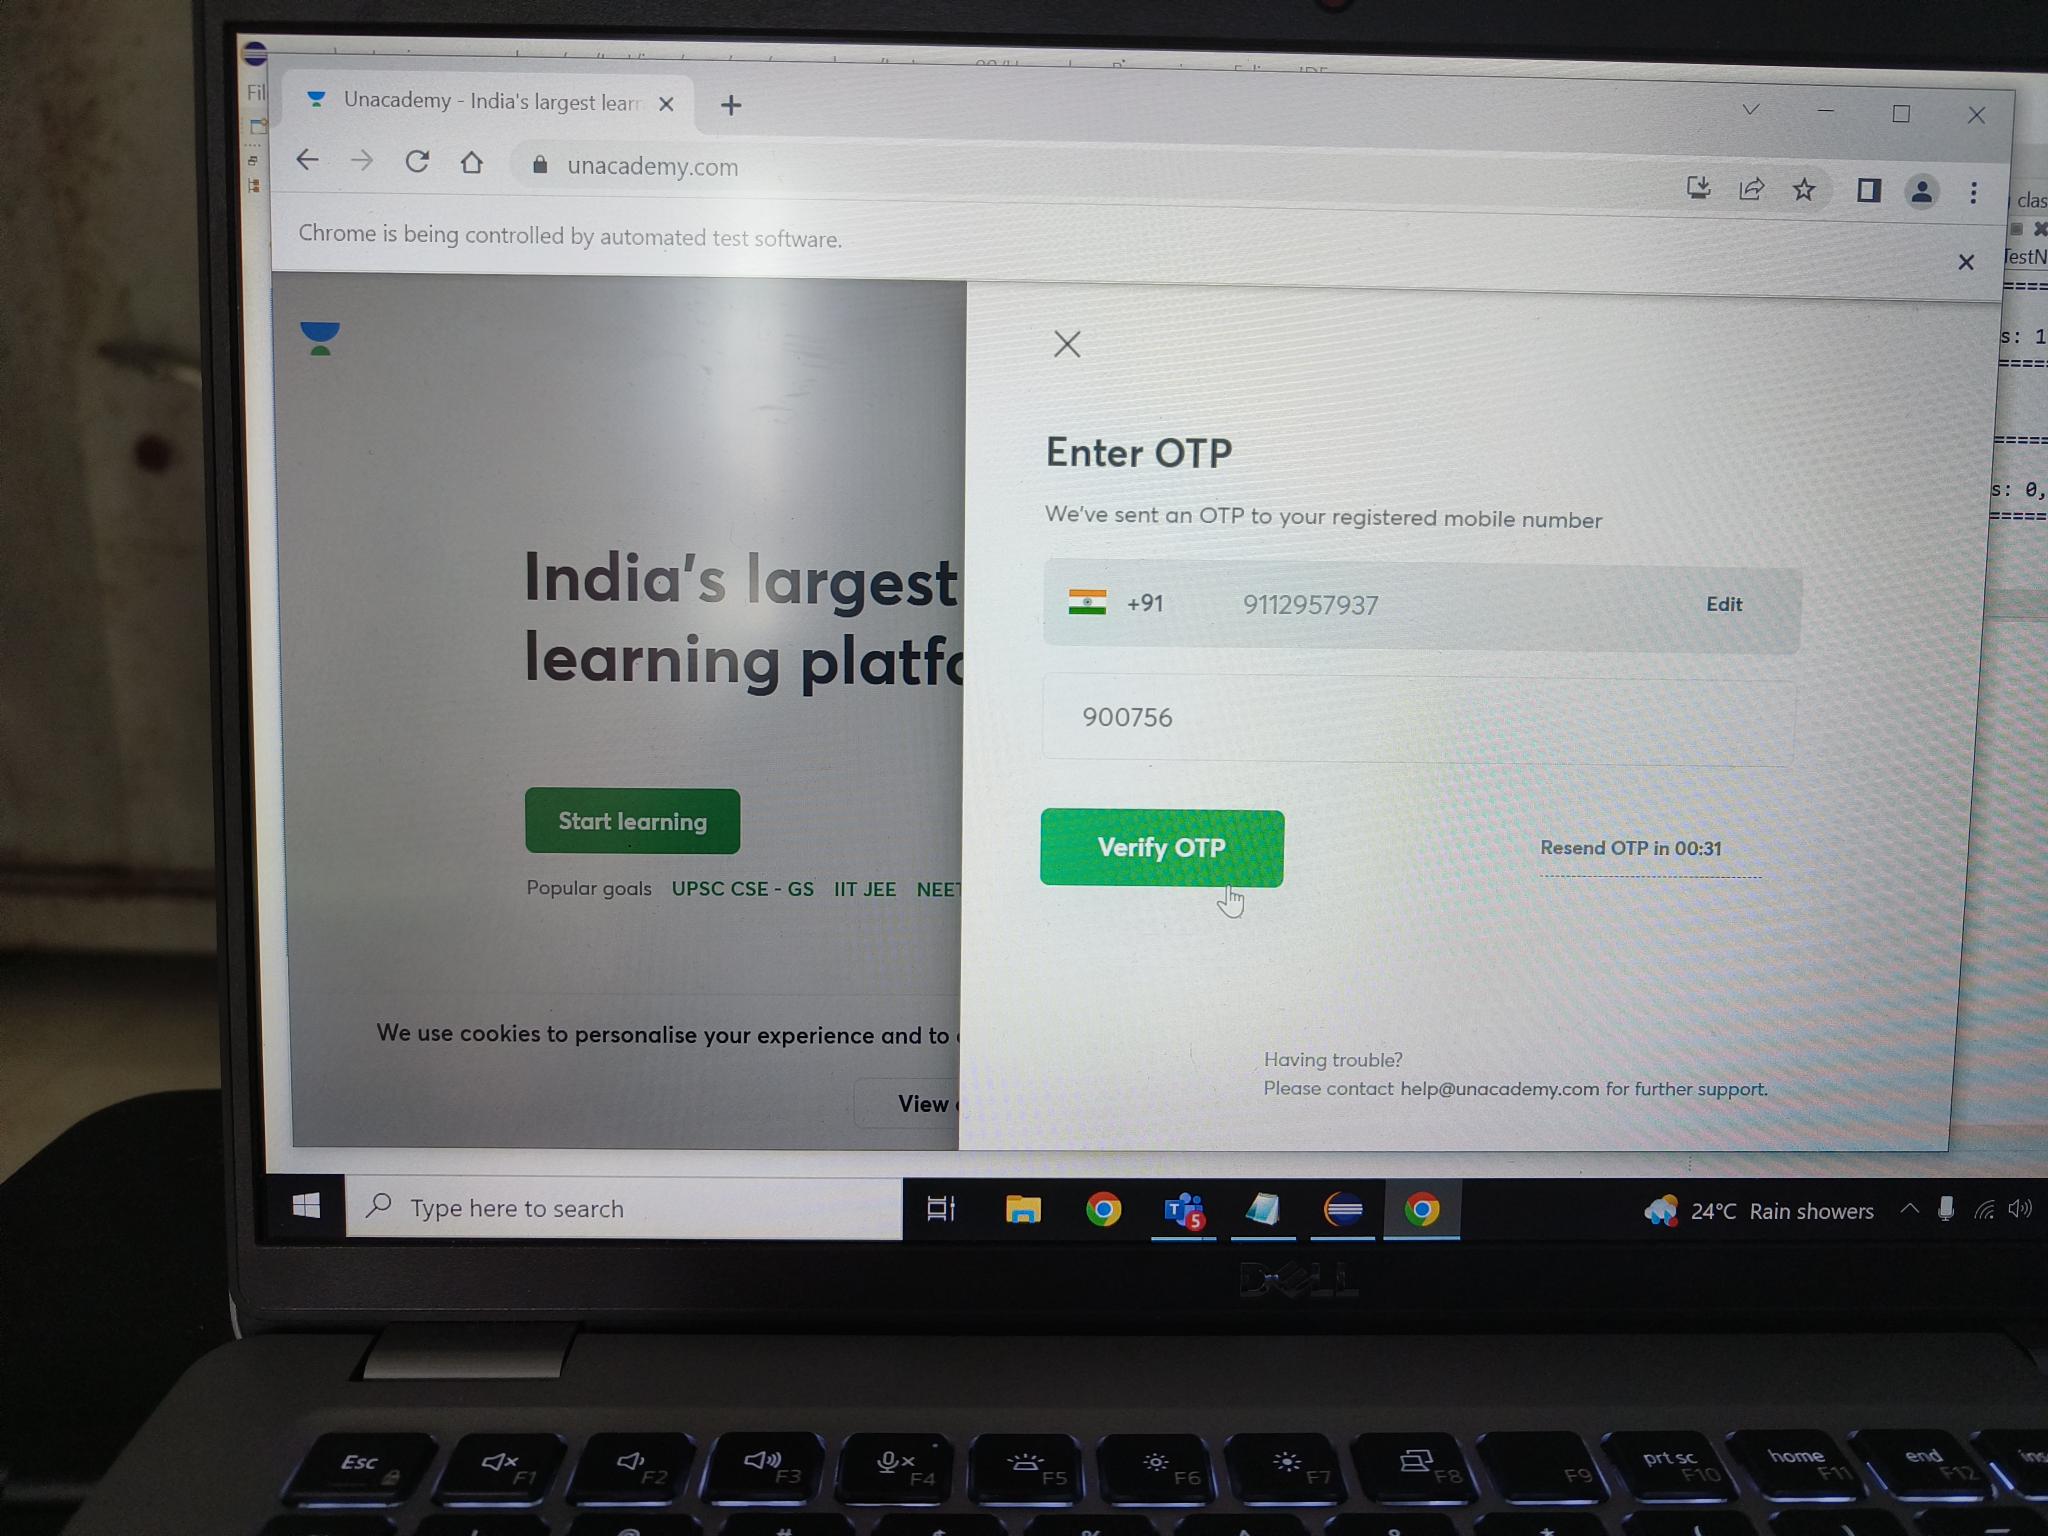 Fil
Unacademy - India's largest lear
unacademy.com
Chrome is being controlled by automated test software.
clas
TestN
====
s: 1
====
=====
s: 0,
=====
Enter OTP
We've sent an OTP to your registered mobile number
+91 9112957937 Edit
900756
Verify OTP
Resend OTP in 00:31
Having trouble?
Please contact help@unacademy.com for further support.
India's largest
learning platfo
Start learning
Popular goals UPSC CSE - GS IIT JEE NEET
We use cookies to personalise your experience and to
View
Type here to search
T 5
24°C Rain showers
DELL
Esc F1 F2 F3 F4 F5 F6 F7 F8 F9 prt sc F10 home F11 end F12 ins